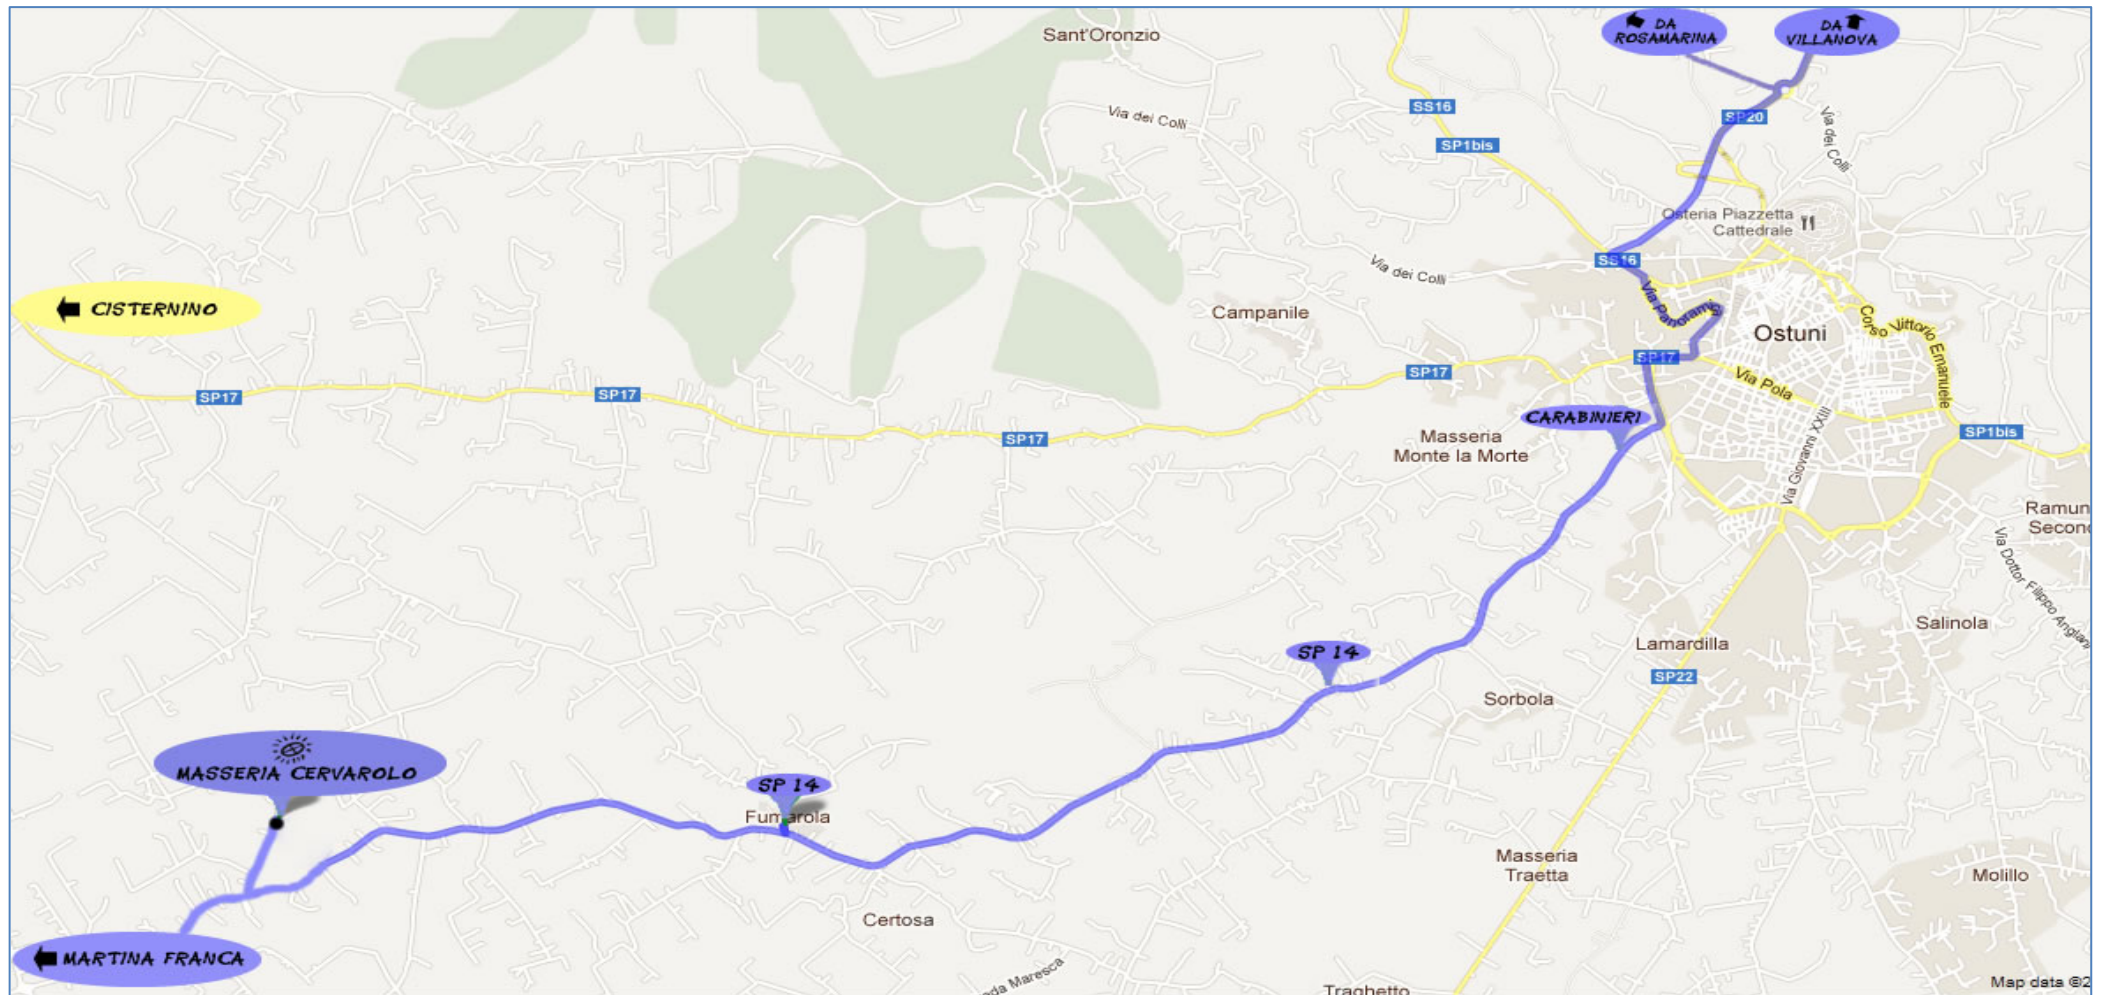 Sant'Oronzio
DA
ROSAMARINA
DA
VILLANOVA
SS16
Via dei Colli
SP20
Via dei Colli
SP1bis
Osteria Piazzetta
Cattedrale
SS16
Via dei Colli
CISTERNINO
Campanile
Via Panoramica
Ostuni
Corso Vittorio Emanuele
SP17
SP17
Via Pola
SP17
SP17
CARABINIERI
Via Giovanni XXIII
SP17
Masseria
Monte la Morte
SP1bis
Ramun
Second
Via Dottor Filippo Anglani
Salinola
Lamardilla
SP 14
SP22
Sorbola
MASSERIA CERVAROLO
SP 14
Fumarola
Masseria
Traetta
Molillo
Certosa
MARTINA FRANCA
da Maresca
Map data ©2
Traghetto